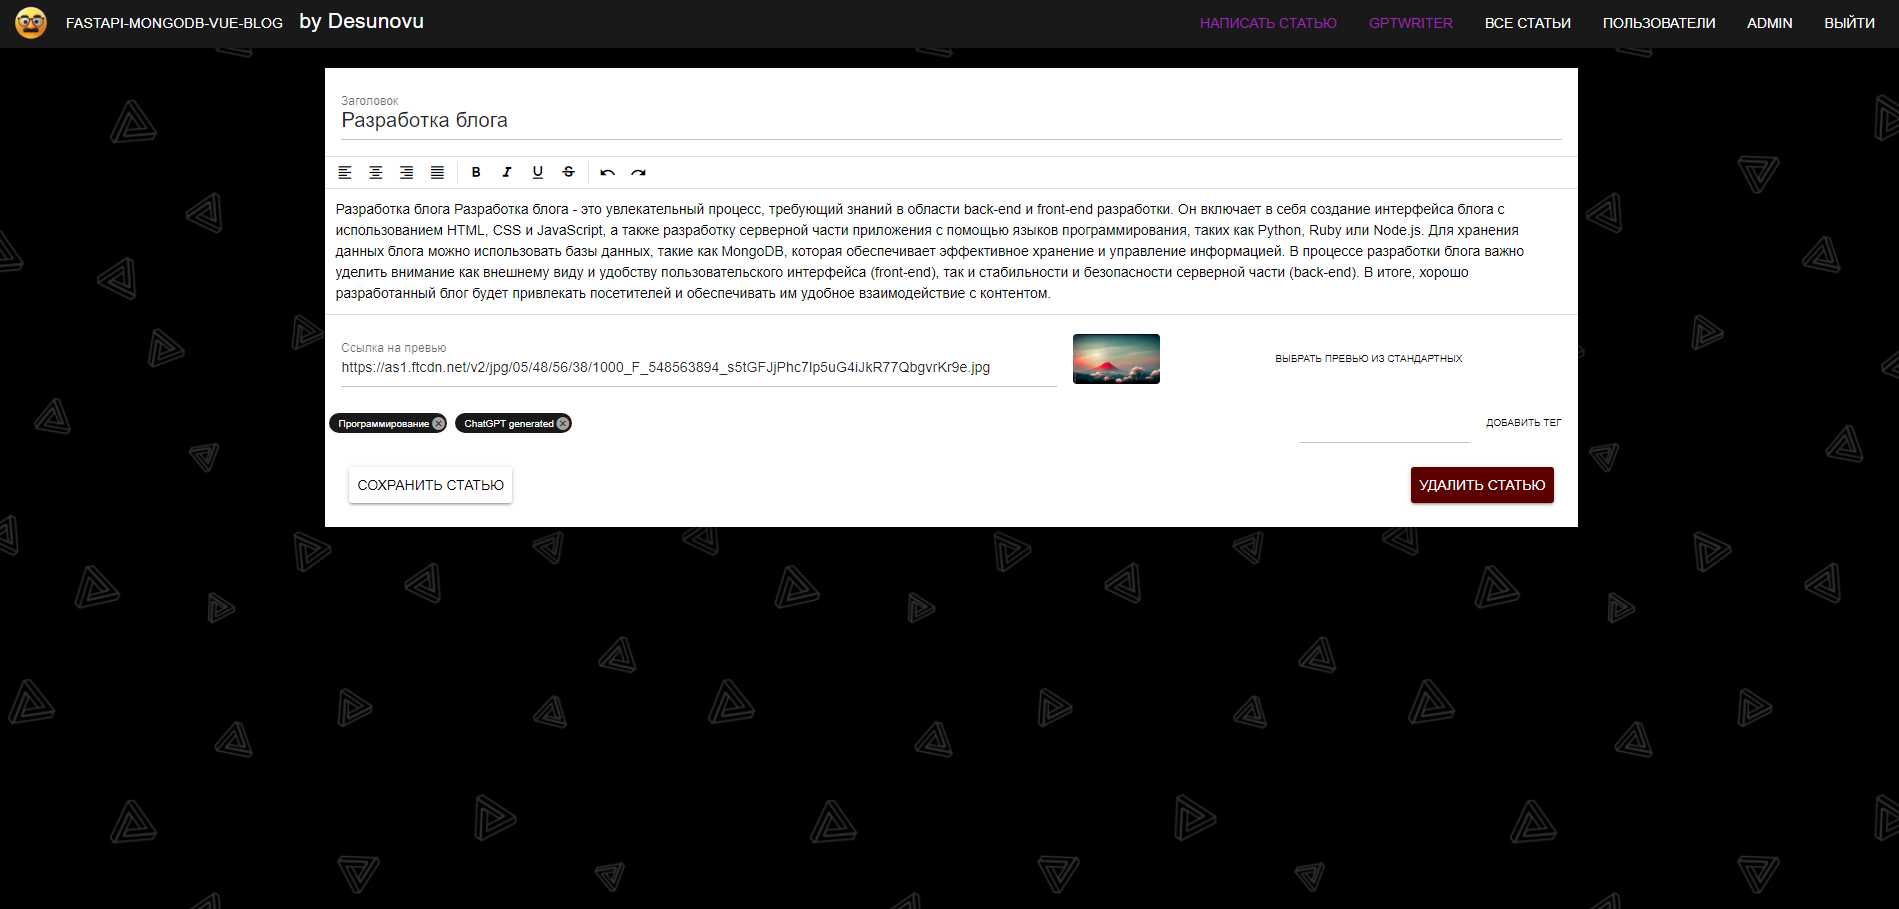 FASTAPI-MONGODB-VUE-BLOG by Desunovu НАПИСАТЬ СТАТЬЮ GPTWRITER ВСЕ СТАТЬИ ПОЛЬЗОВАТЕЛИ ADMIN ВЫЙТИ
Заголовок
Разработка блога
B I U S
Разработка блога Разработка блога - это увлекательный процесс, требующий знаний в области back-end и front-end разработки. Он включает в себя создание интерфейса блога с
использованием HTML, CSS и JavaScript, а также разработку серверной части приложения с помощью языков программирования, таких как Python, Ruby или Node.js. Для хранения
данных блога можно использовать базы данных, такие как MongoDB, которая обеспечивает эффективное хранение и управление информацией. В процессе разработки блога важно
уделить внимание как внешнему виду и удобству пользовательского интерфейса (front-end), так и стабильности и безопасности серверной части (back-end). В итоге, хорошо
разработанный блог будет привлекать посетителей и обеспечивать им удобное взаимодействие с контентом.
Ссылка на превью
https://as1.ftcdn.net/v2/jpg/05/48/56/38/1000_F_548563894_s5tGFJjPhc7lp5uG4iJkR77QbgvrKr9e.jpg
ВЫБРАТЬ ПРЕВЬЮ ИЗ СТАНДАРТНЫХ
Программирование ChatGPT generated ДОБАВИТЬ ТЕГ
СОХРАНИТЬ СТАТЬЮ УДАЛИТЬ СТАТЬЮ